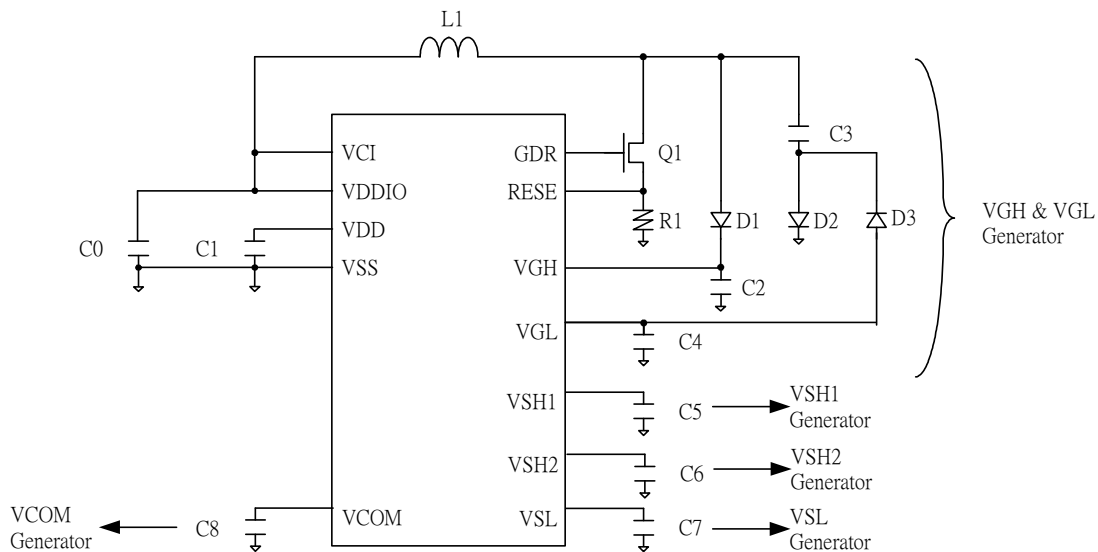 L1
VCI
GDR
Q1
C3
VDDIO
RESE
VDD
R1
D1
D2
D3
VGH & VGL
Generator
C0
C1
VSS
VGH
C2
VGL
C4
VSH1
C5
VSH1
Generator
VSH2
C6
VSH2
Generator
VCOM
Generator
C8
VCOM
VSL
C7
VSL
Generator